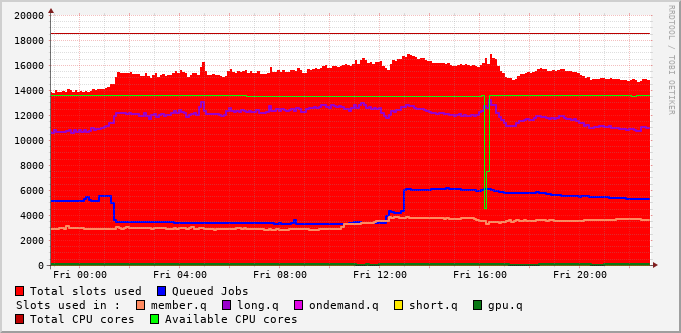 20000
18000
16000
14000
12000
10000
8000
6000
4000
2000
0
Fri 00:00 Fri 04:00 Fri 08:00 Fri 12:00 Fri 16:00 Fri 20:00
RRDTOOL / TOBI OETIKER
Total slots used Queued Jobs
Slots used in : member.q long.q ondemand.q short.q gpu.q
Total CPU cores Available CPU cores